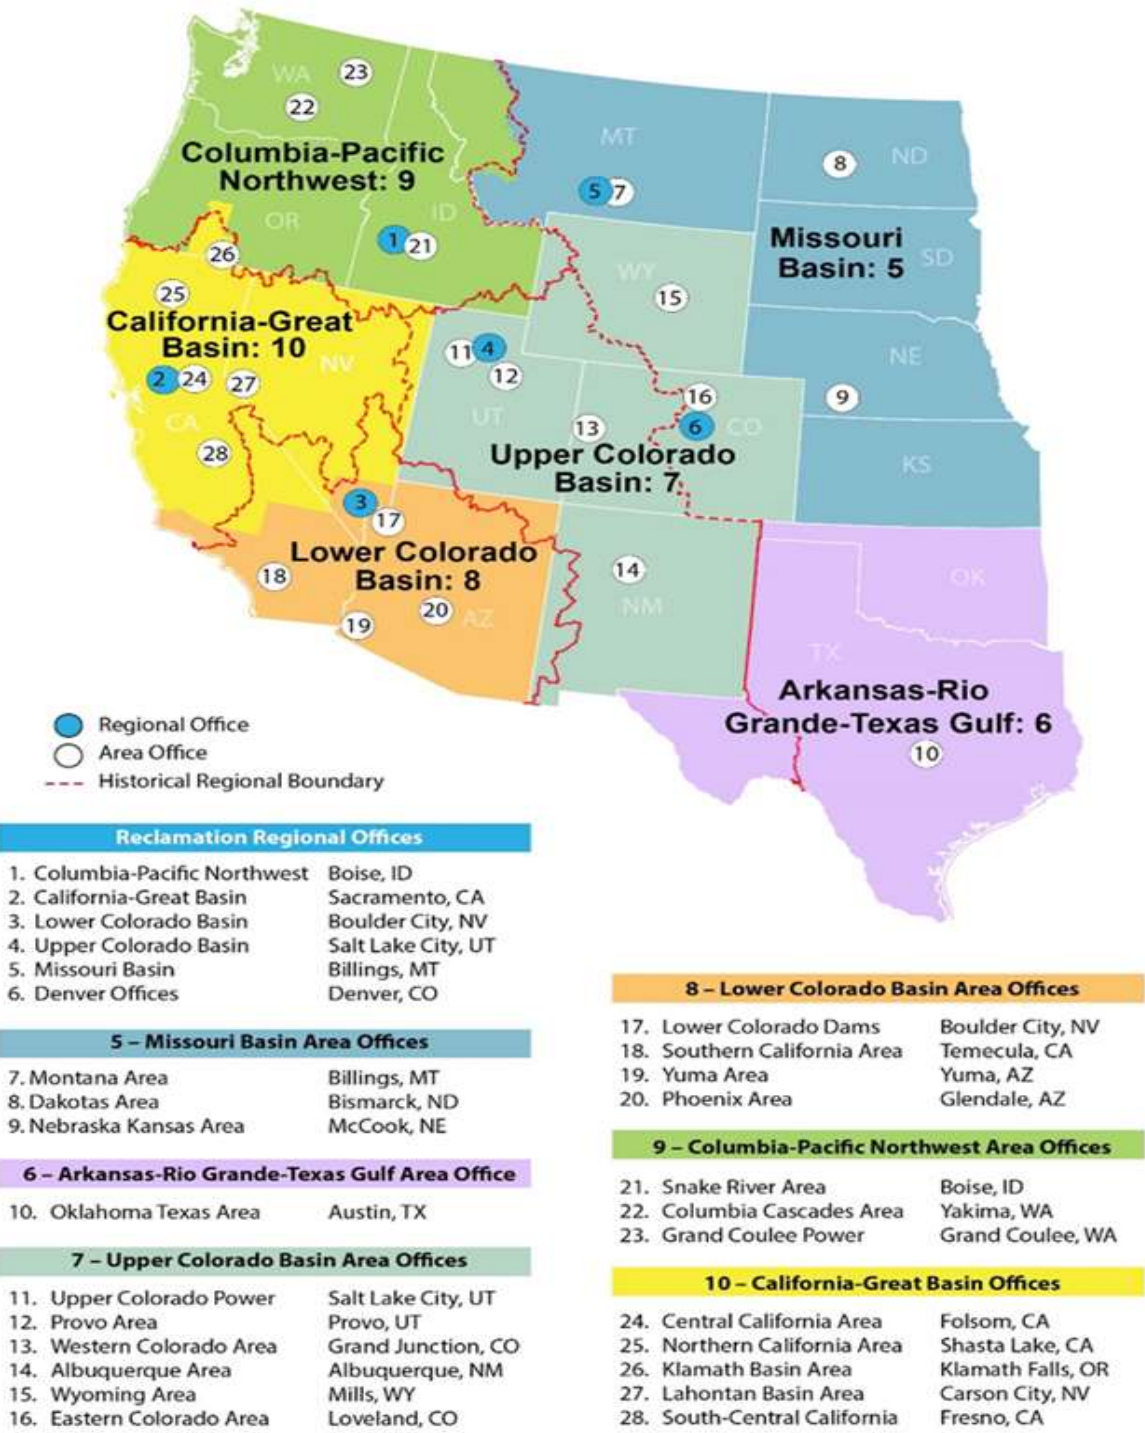 WA
23
22
Columbia-Pacific
Northwest: 9
OR
ID
1
21
MT
5
7
8
ND
Missouri
Basin: 5
SD
26
25
California-Great
Basin: 10
NV
2
24
27
CA
28
WY
15
11
4
12
UT
16
13
6
CO
Upper Colorado
Basin: 7
NE
9
KS
3
17
Lower Colorado
Basin: 8
18
19
20
AZ
14
NM
OK
TX
Arkansas-Rio
Grande-Texas Gulf: 6
10
Regional Office
Area Office
Historical Regional Boundary
Reclamation Regional Offices
1. Columbia-Pacific Northwest Boise, ID
2. California-Great Basin Sacramento, CA
3. Lower Colorado Basin Boulder City, NV
4. Upper Colorado Basin Salt Lake City, UT
5. Missouri Basin Billings, MT
6. Denver Offices Denver, CO
5 – Missouri Basin Area Offices
7. Montana Area Billings, MT
8. Dakotas Area Bismarck, ND
9. Nebraska Kansas Area McCook, NE
6 – Arkansas-Rio Grande-Texas Gulf Area Office
10. Oklahoma Texas Area Austin, TX
7 – Upper Colorado Basin Area Offices
11. Upper Colorado Power Salt Lake City, UT
12. Provo Area Provo, UT
13. Western Colorado Area Grand Junction, CO
14. Albuquerque Area Albuquerque, NM
15. Wyoming Area Mills, WY
16. Eastern Colorado Area Loveland, CO
8 – Lower Colorado Basin Area Offices
17. Lower Colorado Dams Boulder City, NV
18. Southern California Area Temecula, CA
19. Yuma Area Yuma, AZ
20. Phoenix Area Glendale, AZ
9 – Columbia-Pacific Northwest Area Offices
21. Snake River Area Boise, ID
22. Columbia Cascades Area Yakima, WA
23. Grand Coulee Power Grand Coulee, WA
10 – California-Great Basin Offices
24. Central California Area Folsom, CA
25. Northern California Area Shasta Lake, CA
26. Klamath Basin Area Klamath Falls, OR
27. Lahontan Basin Area Carson City, NV
28. South-Central California Fresno, CA